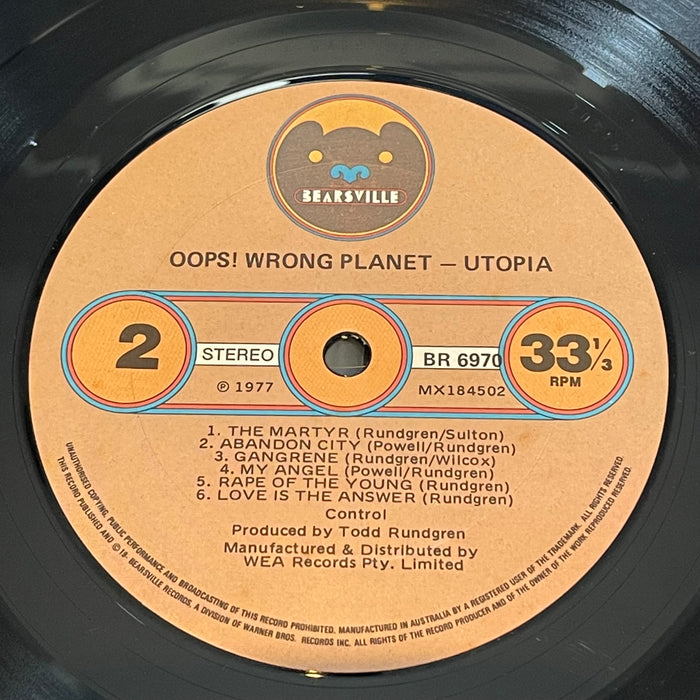 BEARSVILLE
OOPS! WRONG PLANET — UTOPIA
2
STEREO
BR 6970
33⅓
RPM
℗ 1977
MX184502
1. THE MARTYR (Rundgren/Sulton)
2. ABANDON CITY (Powell/Rundgren)
3. GANGRENE (Rundgren/Wilcox)
4. MY ANGEL (Powell/Rundgren)
5. RAPE OF THE YOUNG (Rundgren)
6. LOVE IS THE ANSWER (Rundgren)
Control
Produced by Todd Rundgren
Manufactured & Distributed by
WEA Records Pty. Limited
UNAUTHORISED COPYING, PUBLIC PERFORMANCE AND BROADCASTING OF THIS RECORD PROHIBITED. MANUFACTURED IN AUSTRALIA BY A REGISTERED USER OF THE TRADEMARK. ALL RIGHTS RESERVED.
THIS RECORD PUBLISHED AND © 19- BEARSVILLE RECORDS, A DIVISION OF WARNER BROS. RECORDS INC. ALL RIGHTS OF THE RECORD PRODUCER AND OF THE OWNER OF THE WORK REPRODUCED RESERVED.